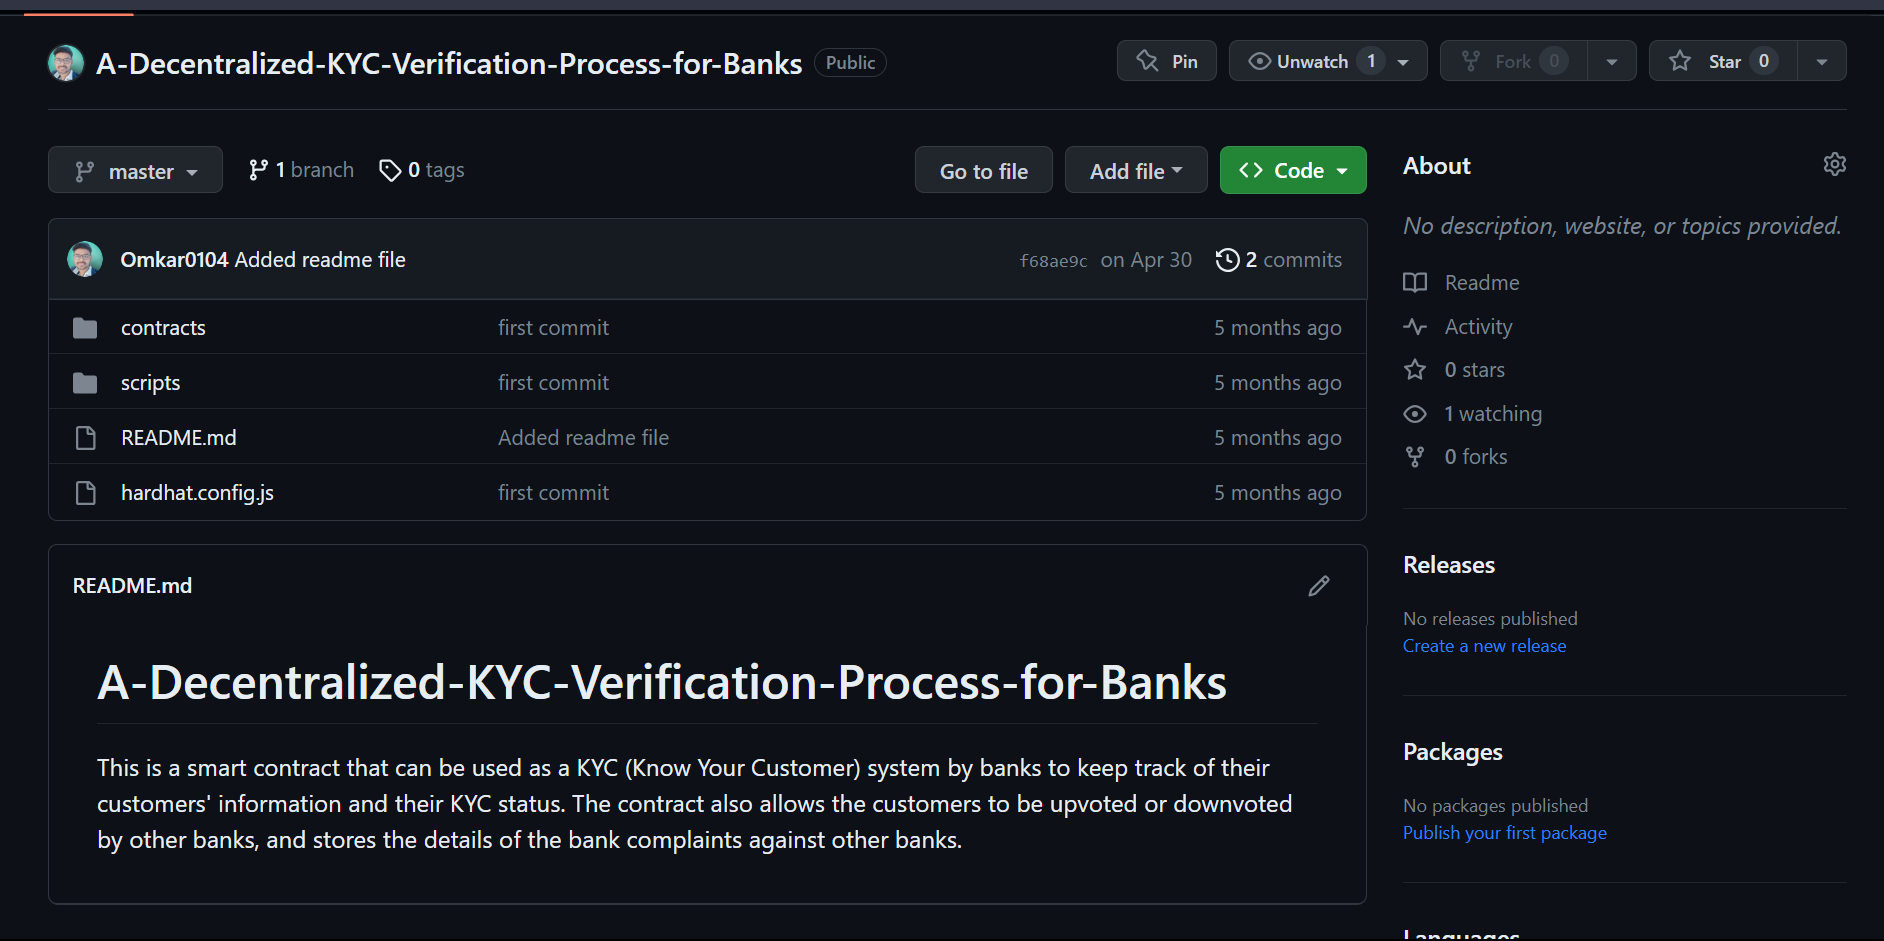 A-Decentralized-KYC-Verification-Process-for-Banks Public Pin Unwatch 1 Fork 0 Star 0
master 1 branch 0 tags Go to file Add file <> Code
Omkar0104 Added readme file f68ae9c on Apr 30 2 commits
contracts first commit 5 months ago
scripts first commit 5 months ago
README.md Added readme file 5 months ago
hardhat.config.js first commit 5 months ago
README.md
A-Decentralized-KYC-Verification-Process-for-Banks
This is a smart contract that can be used as a KYC (Know Your Customer) system by banks to keep track of their
customers' information and their KYC status. The contract also allows the customers to be upvoted or downvoted
by other banks, and stores the details of the bank complaints against other banks.
About
No description, website, or topics provided.
Readme
Activity
0 stars
1 watching
0 forks
Releases
No releases published
Create a new release
Packages
No packages published
Publish your first package
Languages